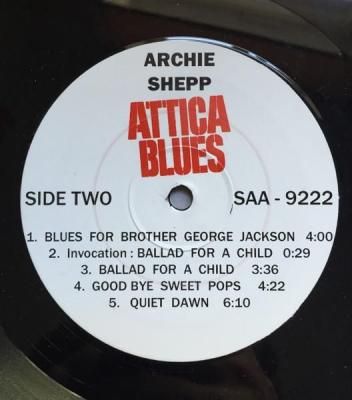 ARCHIE
SHEPP
ATTICA
BLUES
SIDE TWO SAA - 9222
1. BLUES FOR BROTHER GEORGE JACKSON 4:00
2. Invocation : BALLAD FOR A CHILD 0:29
3. BALLAD FOR A CHILD 3:36
4. GOOD BYE SWEET POPS 4:22
5. QUIET DAWN 6:10